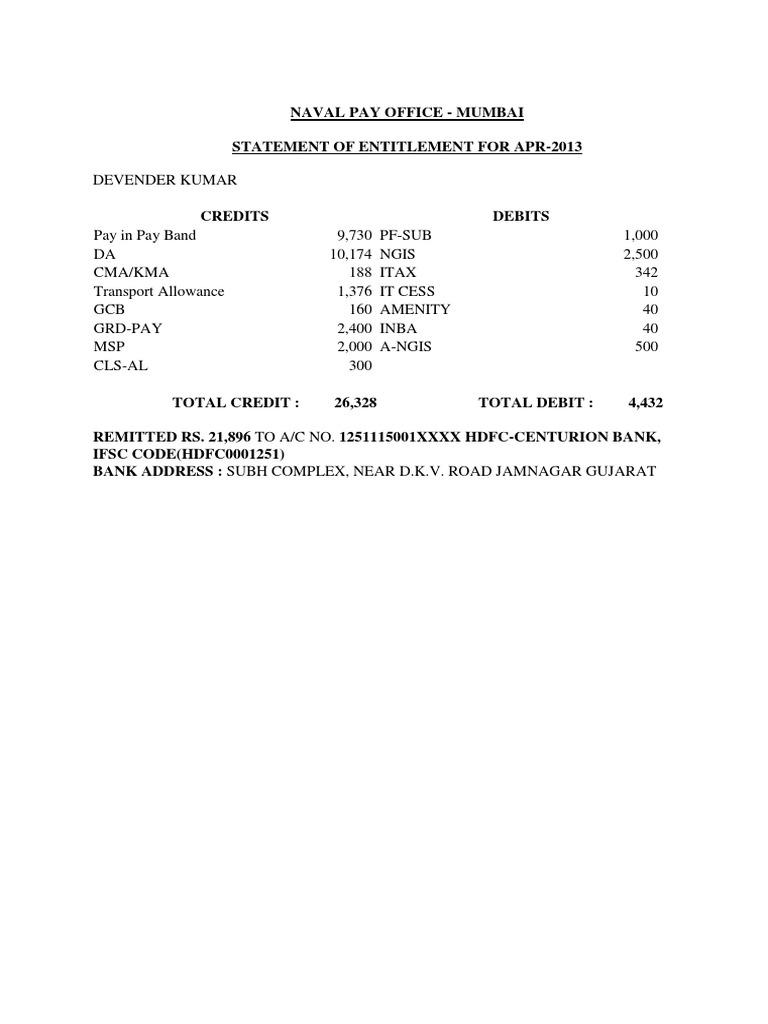 NAVAL PAY OFFICE - MUMBAI
STATEMENT OF ENTITLEMENT FOR APR-2013
DEVENDER KUMAR
CREDITS DEBITS
Pay in Pay Band 9,730 PF-SUB 1,000
DA 10,174 NGIS 2,500
CMA/KMA 188 ITAX 342
Transport Allowance 1,376 IT CESS 10
GCB 160 AMENITY 40
GRD-PAY 2,400 INBA 40
MSP 2,000 A-NGIS 500
CLS-AL 300
TOTAL CREDIT : 26,328 TOTAL DEBIT : 4,432
REMITTED RS. 21,896 TO A/C NO. 1251115001XXXX HDFC-CENTURION BANK,
IFSC CODE(HDFC0001251)
BANK ADDRESS : SUBH COMPLEX, NEAR D.K.V. ROAD JAMNAGAR GUJARAT